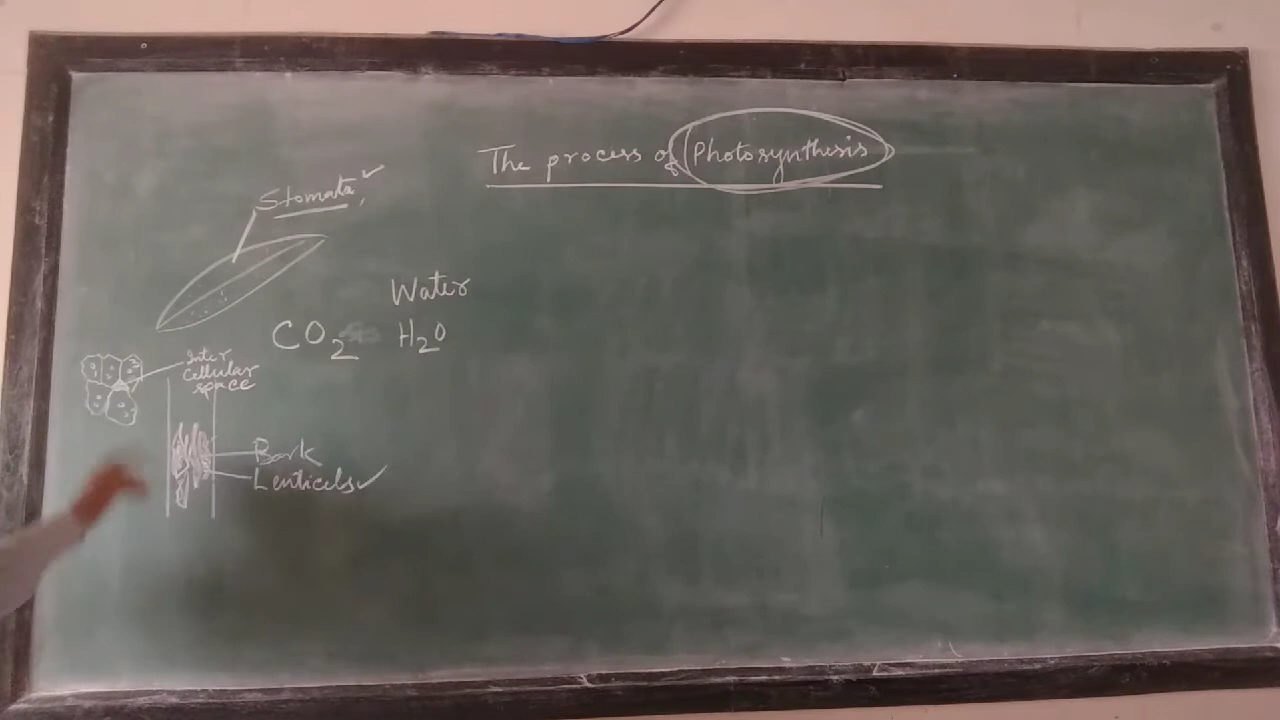 The process of Photosynthesis
Stomata,
Water
CO2 H2O
Inter
Cellular
space
Bark
Lenticels